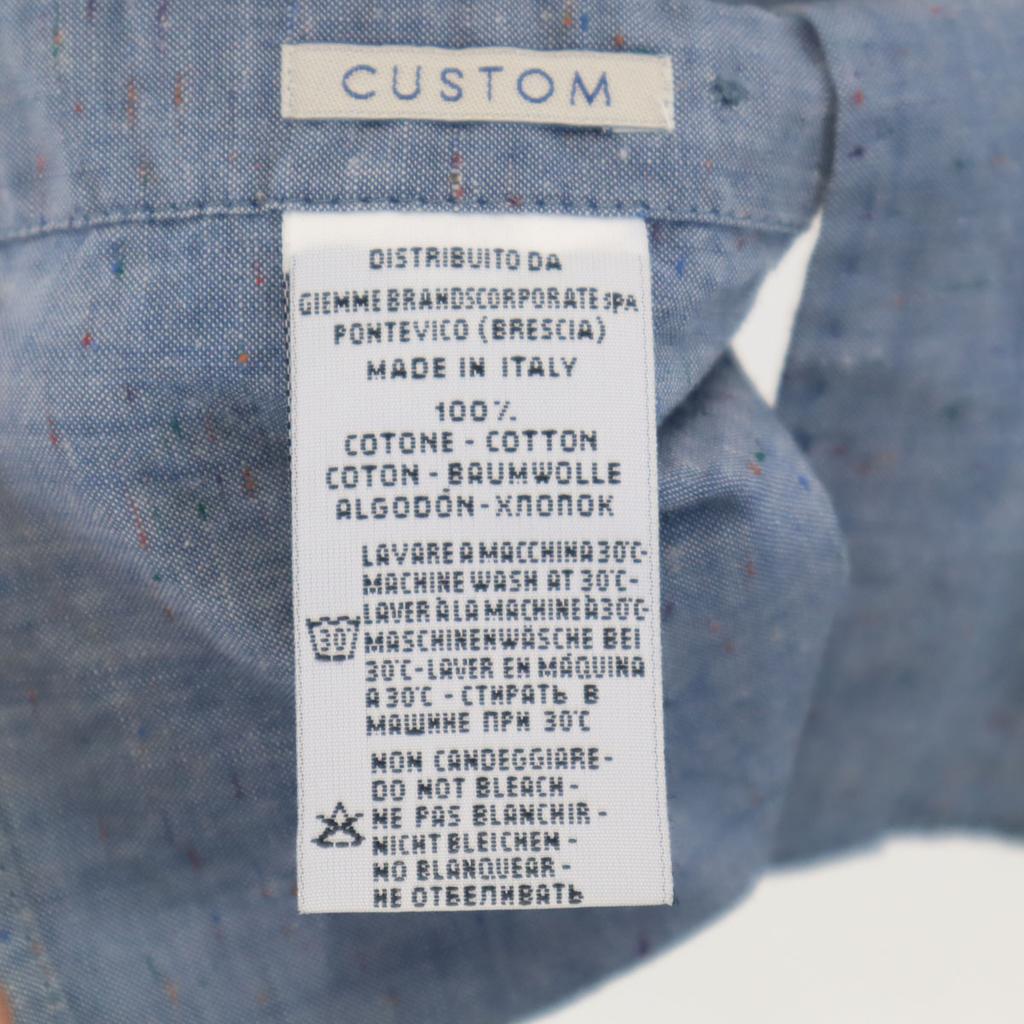 CUSTOM
DISTRIBUITO DA
GIEMME BRANDSCORPORATE SPA
PONTEVICO (BRESCIA)
MADE IN ITALY
100%
COTONE - COTTON
COTON - BAUMWOLLE
ALGODÓN - ХЛОПОК
LAVARE A MACCHINA 30°C-
MACHINE WASH AT 30°C-
LAVER À LA MACHINE À 30°C-
30
MASCHINENWÄSCHE BEI
30°C-LAVER EN MÁQUINA
A 30°C - СТИРАТЬ В
МАШИНЕ ПРИ 30°C
NON CANDEGGIARE-
DO NOT BLEACH -
NE PAS BLANCHIR -
NICHT BLEICHEN -
NO BLANQUEAR -
НЕ ОТБЕЛИВАТЬ